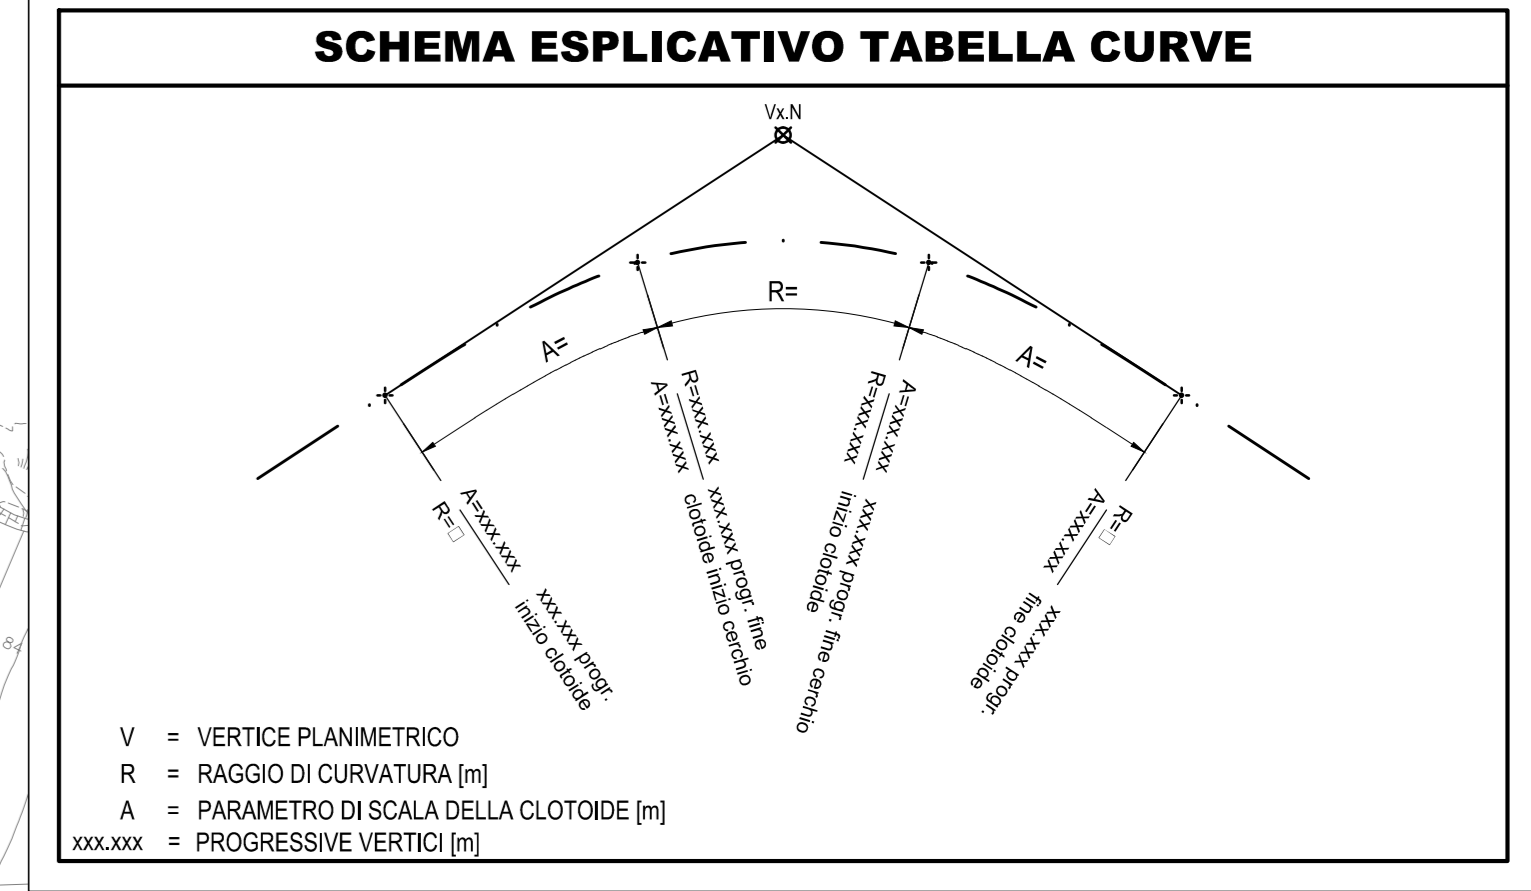 SCHEMA ESPLICATIVO TABELLA CURVE
Vx.N
R=
A=
A=
A=xxx.xxx
R=□
xxx.xxx progr.
inizio clotoide
R=xxx.xxx
A=xxx.xxx
xxx.xxx progr. fine
clotoide inizio cerchio
A=xxx.xxx
R=xxx.xxx
xxx.xxx progr. fine cerchio
inizio clotoide
R=□
A=xxx.xxx
xxx.xxx progr.
fine clotoide
V = VERTICE PLANIMETRICO
R = RAGGIO DI CURVATURA [m]
A = PARAMETRO DI SCALA DELLA CLOTOIDE [m]
xxx.xxx = PROGRESSIVE VERTICI [m]